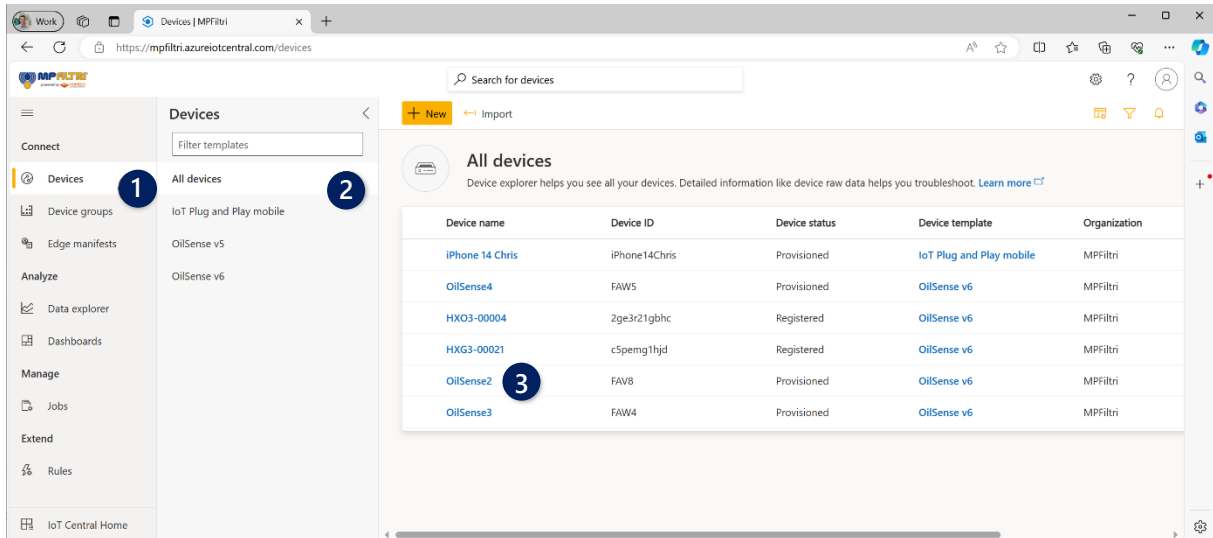 Work
Devices | MPFiltri
https://mpfiltri.azureiotcentral.com/devices
MPFILTRI
Search for devices
?
Devices
New
Import
Connect
Filter templates
All devices
Device explorer helps you see all your devices. Detailed information like device raw data helps you troubleshoot. Learn more
Devices
1
All devices
2
Device groups
IoT Plug and Play mobile
Edge manifests
OilSense v5
Analyze
OilSense v6
Data explorer
Dashboards
Manage
Jobs
Extend
Rules
IoT Central Home
Device name Device ID Device status Device template Organization
iPhone 14 Chris iPhone14Chris Provisioned IoT Plug and Play mobile MPFiltri
OilSense4 FAW5 Provisioned OilSense v6 MPFiltri
HXO3-00004 2ge3r21gbhc Registered OilSense v6 MPFiltri
HXG3-00021 c5pemg1hjd Registered OilSense v6 MPFiltri
OilSense2 3 FAV8 Provisioned OilSense v6 MPFiltri
OilSense3 FAW4 Provisioned OilSense v6 MPFiltri